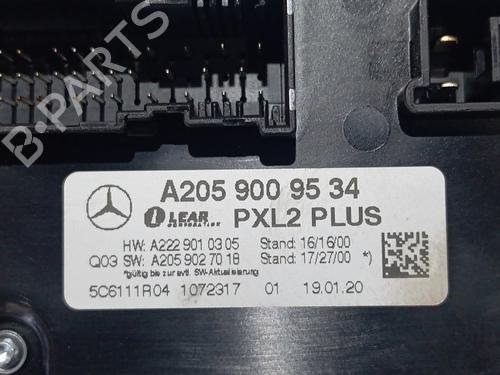 B-PARTS
A205 900 95 34
LEAR
CORPORATION
PXL2 PLUS
HW: A222 901 03 05 Stand: 16/16/00
Q03 SW: A205 902 70 18 Stand: 17/27/00 *)
*gültig bis zur evtl. SW-Aktualisierung
5C6111R04 1072317 01 19.01.20